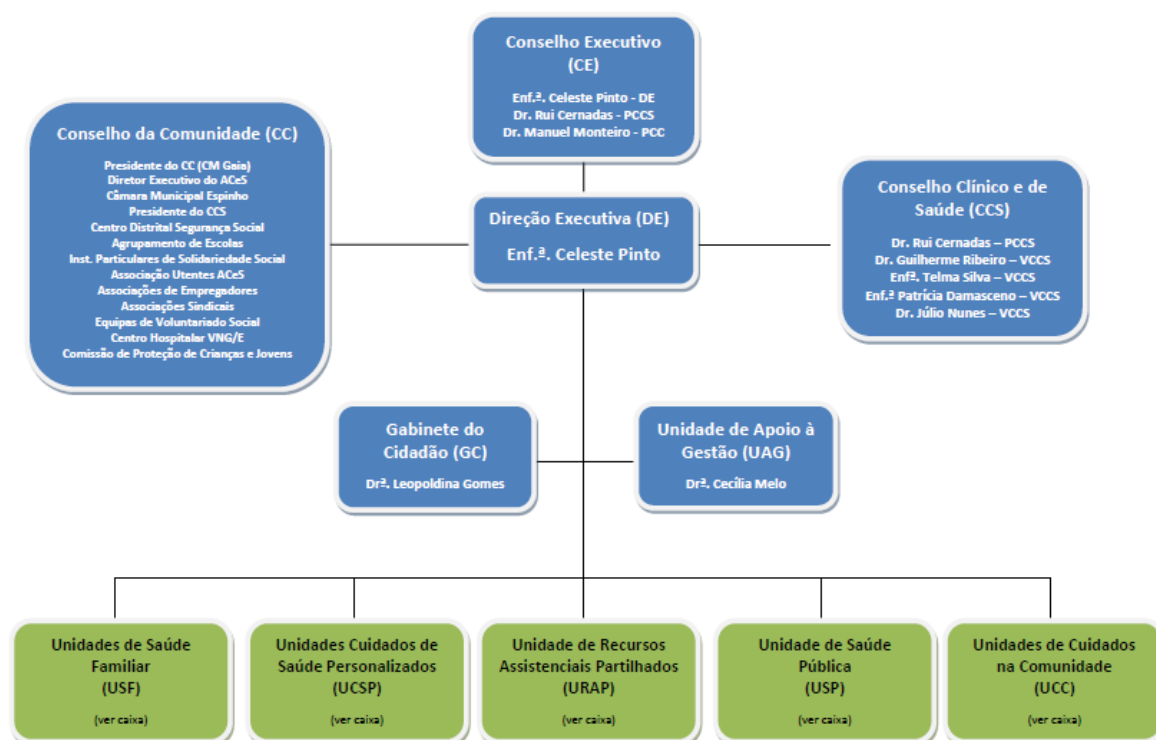 Conselho Executivo
(CE)
Enf.ª. Celeste Pinto - DE
Dr. Rui Cernadas - PCCS
Dr. Manuel Monteiro - PCC
Conselho da Comunidade (CC)
Presidente do CC (CM Gaia)
Diretor Executivo do ACeS
Câmara Municipal Espinho
Presidente do CCS
Centro Distrital Segurança Social
Agrupamento de Escolas
Inst. Particulares de Solidariedade Social
Associação Utentes ACeS
Associações de Empregadores
Associações Sindicais
Equipas de Voluntariado Social
Centro Hospitalar VNG/E
Comissão de Proteção de Crianças e Jovens
Direção Executiva (DE)
Enf.ª. Celeste Pinto
Conselho Clínico e de
Saúde (CCS)
Dr. Rui Cernadas – PCCS
Dr. Guilherme Ribeiro – VCCS
Enfª. Telma Silva – VCCS
Enf.ª Patrícia Damasceno – VCCS
Dr. Júlio Nunes – VCCS
Gabinete do
Cidadão (GC)
Drª. Leopoldina Gomes
Unidade de Apoio à
Gestão (UAG)
Drª. Cecília Melo
Unidades de Saúde
Familiar
(USF)
(ver caixa)
Unidades Cuidados de
Saúde Personalizados
(UCSP)
(ver caixa)
Unidade de Recursos
Assistenciais Partilhados
(URAP)
(ver caixa)
Unidade de Saúde
Pública
(USP)
(ver caixa)
Unidades de Cuidados
na Comunidade
(UCC)
(ver caixa)